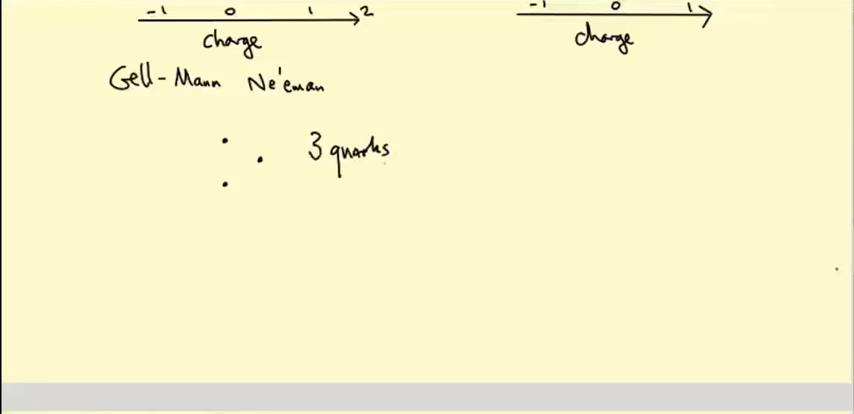 -1 0 1 2
charge
-1 0 1
charge
Gell-Mann Ne'eman
3 quarks